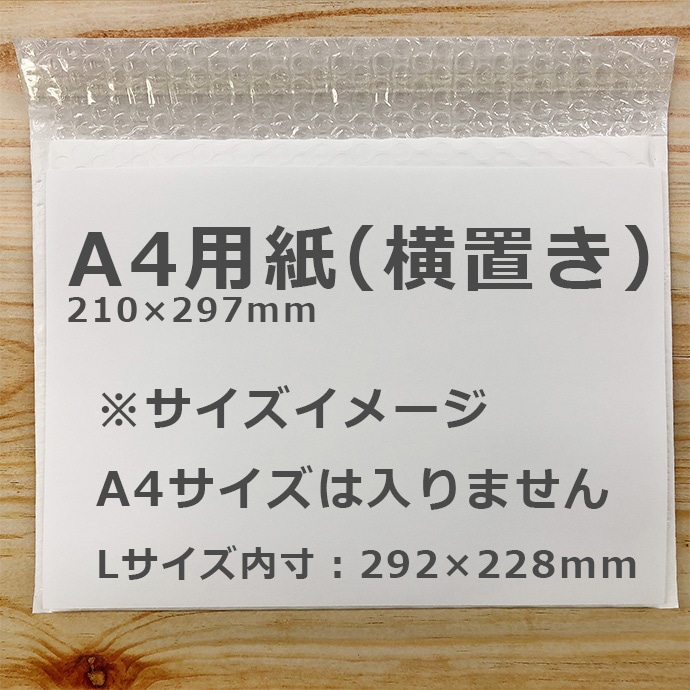 A4用紙(横置き)
210×297mm
※サイズイメージ
A4サイズは入りません
Lサイズ内寸：292×228mm